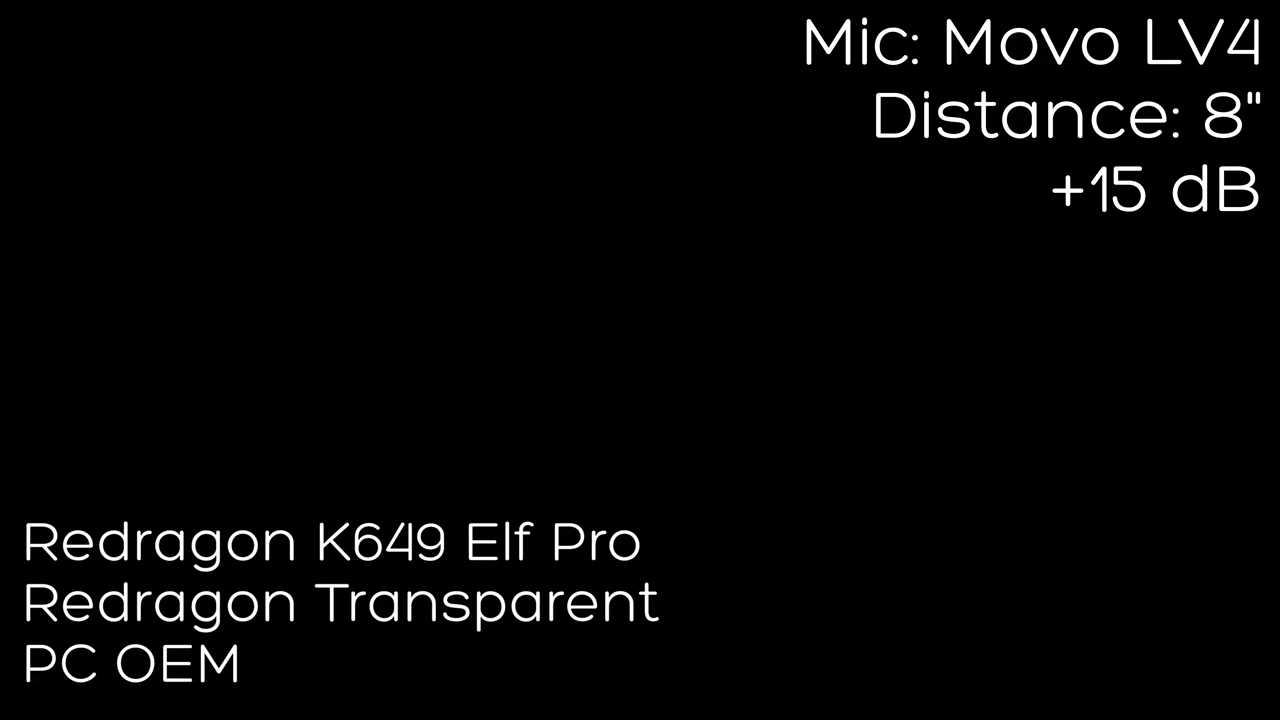 Mic: Movo LV4
Distance: 8"
+15 dB
Redragon K649 Elf Pro
Redragon Transparent
PC OEM